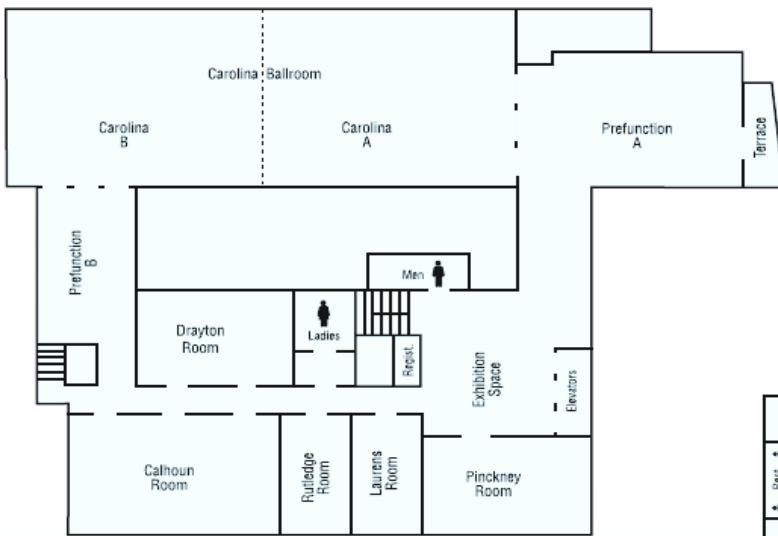 Carolina Ballroom
Carolina
B
Carolina
A
Prefunction
A
Terrace
Prefunction
B
Men
Drayton
Room
Ladies
Regist.
Exhibition
Space
Elevators
Calhoun
Room
Rutledge
Room
Laurens
Room
Pinckney
Room
Rest